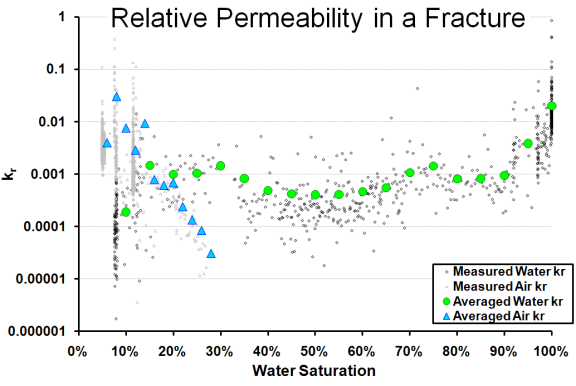 Relative Permeability in a Fracture
1
0.1
0.01
0.001
0.0001
0.00001
0.000001
kr
0% 10% 20% 30% 40% 50% 60% 70% 80% 90% 100%
Water Saturation
Measured Water kr
Measured Air kr
Averaged Water kr
Averaged Air kr